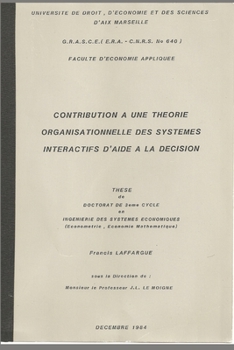 UNIVERSITE DE DROIT , D'ECONOMIE ET DES SCIENCES
D'AIX MARSEILLE
G.R.A.S.C.E ( E.R.A. - C.N.R.S. No 640 )
FACULTE D'ECONOMIE APPLIQUEE
CONTRIBUTION A UNE THEORIE
ORGANISATIONNELLE DES SYSTEMES
INTERACTIFS D'AIDE A LA DECISION
THESE
de
DOCTORAT DE 3eme CYCLE
en
INGENIERIE DES SYSTEMES ECONOMIQUES
(Econometrie , Economie Mathematique)
Francis LAFFARGUE
sous la Direction de :
Monsieur le Professeur J.L. LE MOIGNE
DECEMBRE 1984